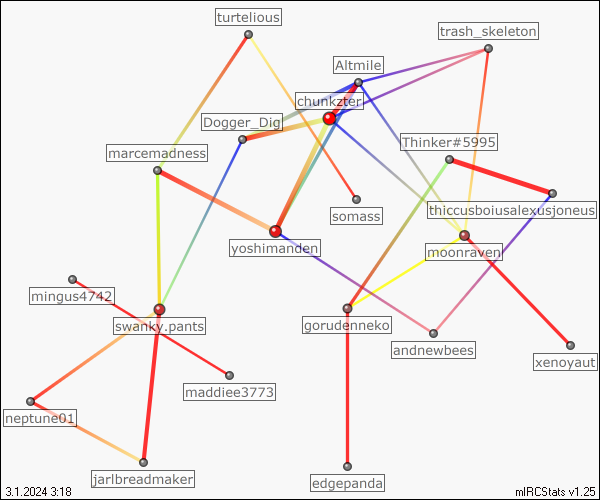 turtelious
trash_skeleton
Altmile
chunkzter
Dogger_Dig
Thinker#5995
marcemadness
thiccusboiusalexusjoneus
somass
yoshimanden
moonraven
mingus4742
swanky.pants
gorudenneko
andnewbees
xenoyaut
maddiee3773
neptune01
jarlbreadmaker
edgepanda
3.1.2024 3:18
mIRCStats v1.25